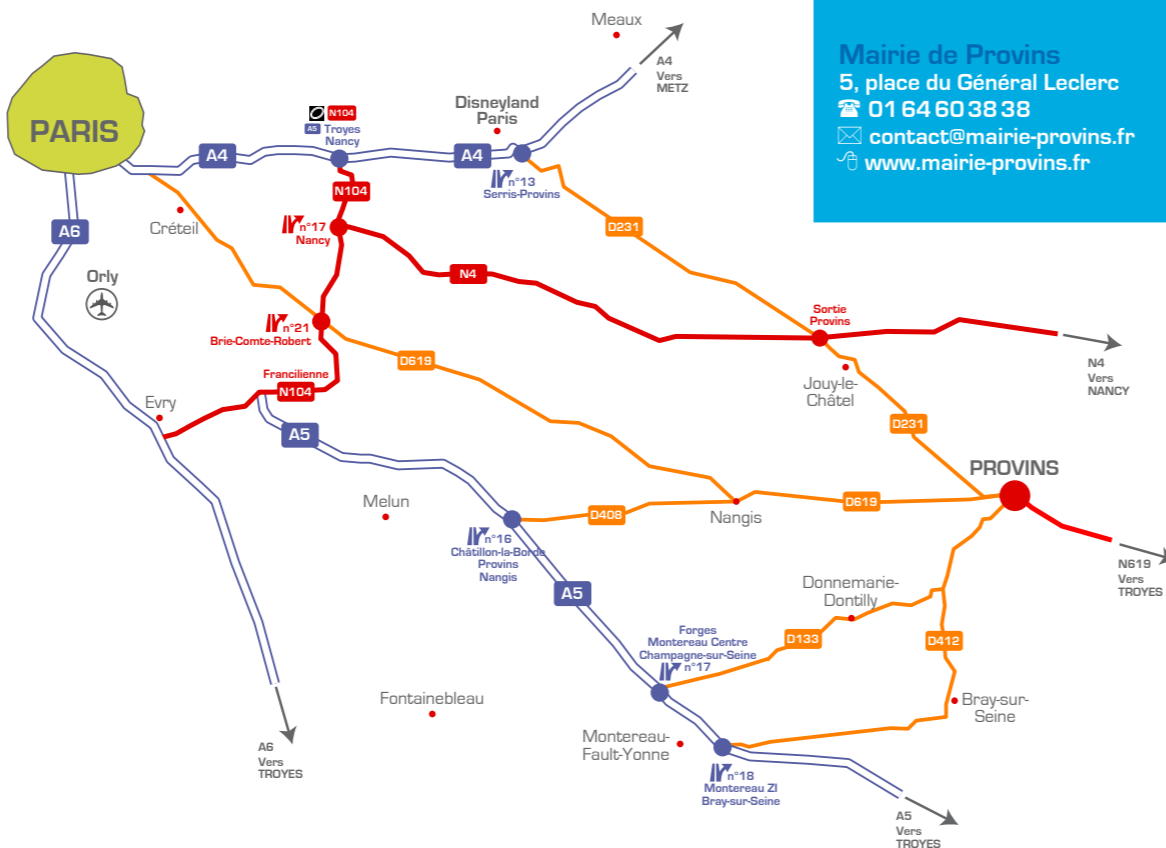 Meaux
A4
Vers
METZ
Mairie de Provins
5, place du Général Leclerc
☎ 01 64 60 38 38
✉ contact@mairie-provins.fr
www.mairie-provins.fr
PARIS
N104
A5 Troyes
Nancy
Disneyland
Paris
A4
A4
n°13
Serris-Provins
N104
Créteil
n°17
Nancy
D231
A6
Orly
N4
Sortie
Provins
n°21
Brie-Comte-Robert
D619
N4
Vers
NANCY
Jouy-le-
Châtel
Francilienne
N104
Evry
A5
D231
PROVINS
Melun
D408
Nangis
D619
n°16
Châtillon-la-Borde
Provins
Nangis
N619
Vers
TROYES
A5
Donnemarie-
Dontilly
Forges
Montereau Centre
Champagne-sur-Seine
n°17
D133
D412
Fontainebleau
Bray-sur-
Seine
Montereau-
Fault-Yonne
A6
Vers
TROYES
n°18
Montereau ZI
Bray-sur-Seine
A5
Vers
TROYES